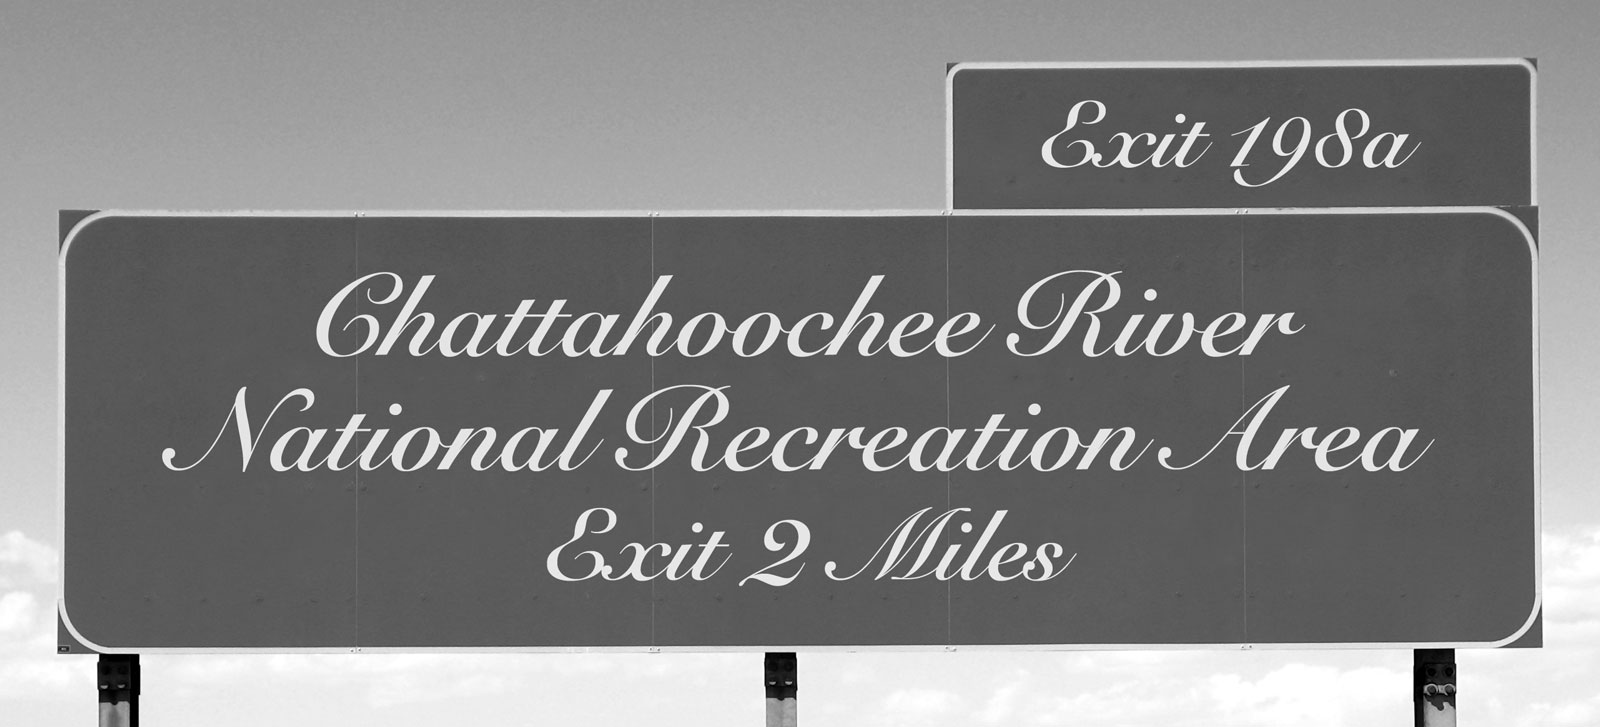 Exit 198a
Chattahoochee River
National Recreation Area
Exit 2 Miles